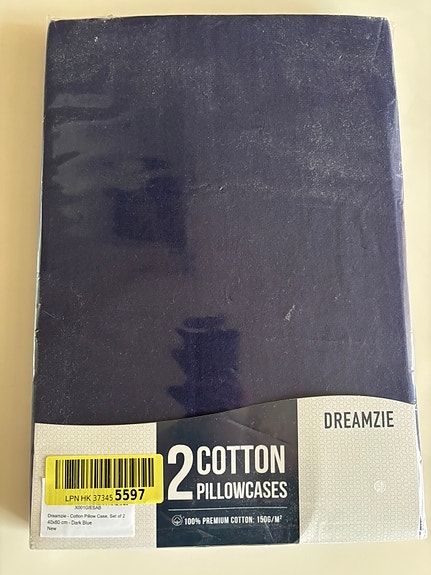 DREAMZIE
2 COTTON
PILLOWCASES
100% PREMIUM COTTON: 150G/M²
LPN HK 37345 5597
X001GIESAB
Dreamzie - Cotton Pillow Case, Set of 2
40x80 cm - Dark Blue
New